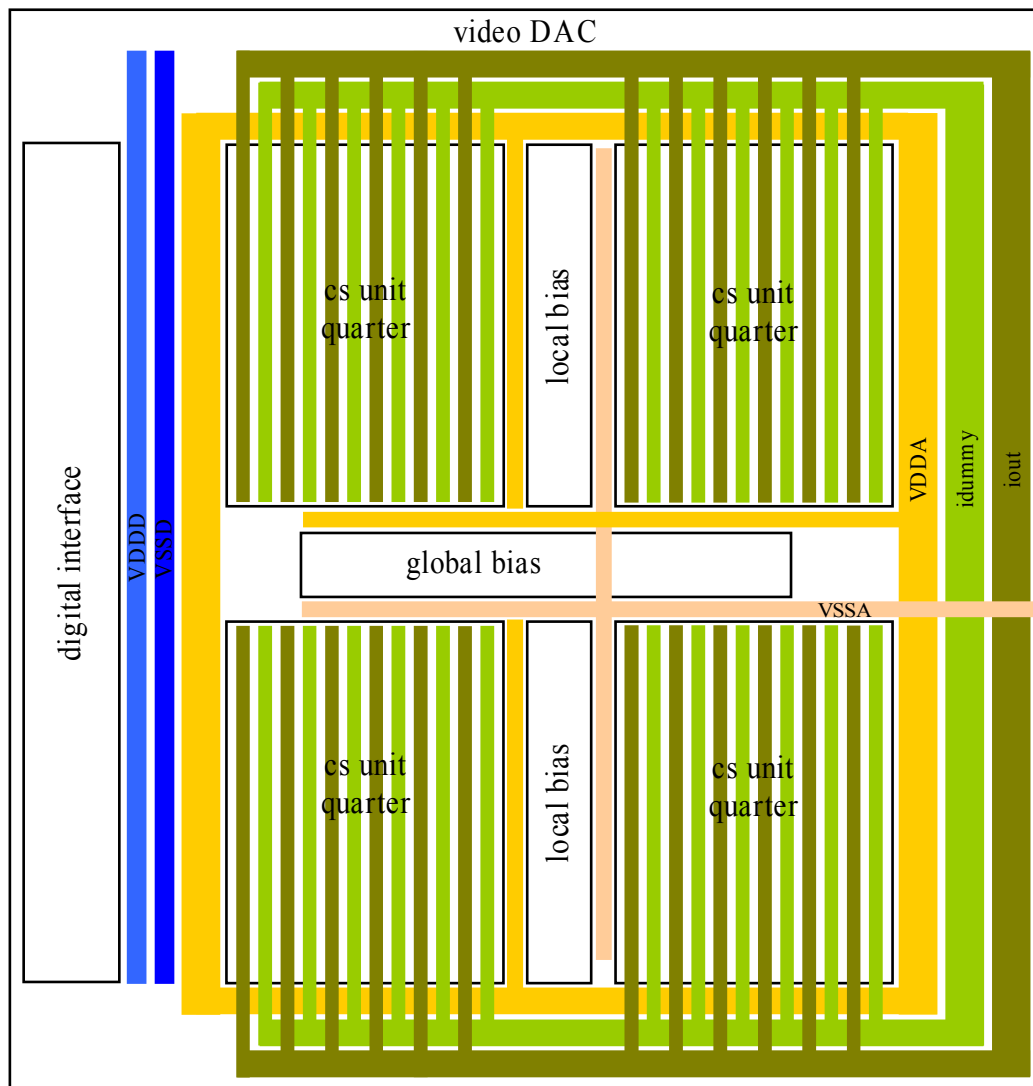 video DAC
cs unit
quarter
local bias
cs unit
quarter
digital interface
VDDD
VSSD
VDDA
idummy
iout
global bias
VSSA
cs unit
quarter
local bias
cs unit
quarter